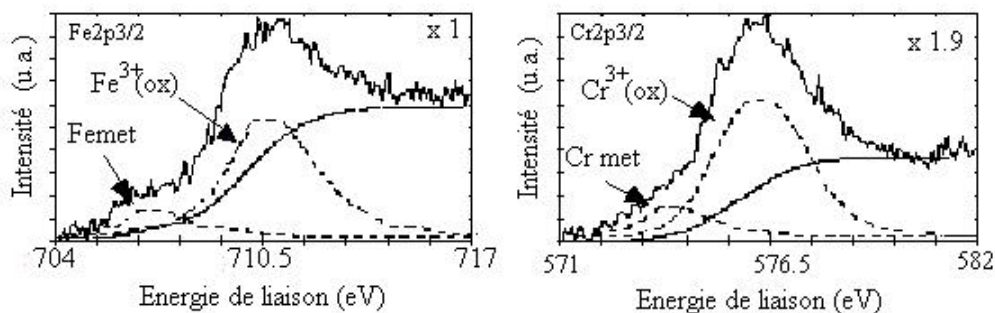 Fe2p3/2
x 1
Fe3+(ox)
Femet
Intensité (u.a.)
704
710.5
717
Energie de liaison (eV)
Cr2p3/2
x 1.9
Cr3+(ox)
Cr met
Intensité (u.a.)
571
576.5
582
Energie de liaison (eV)